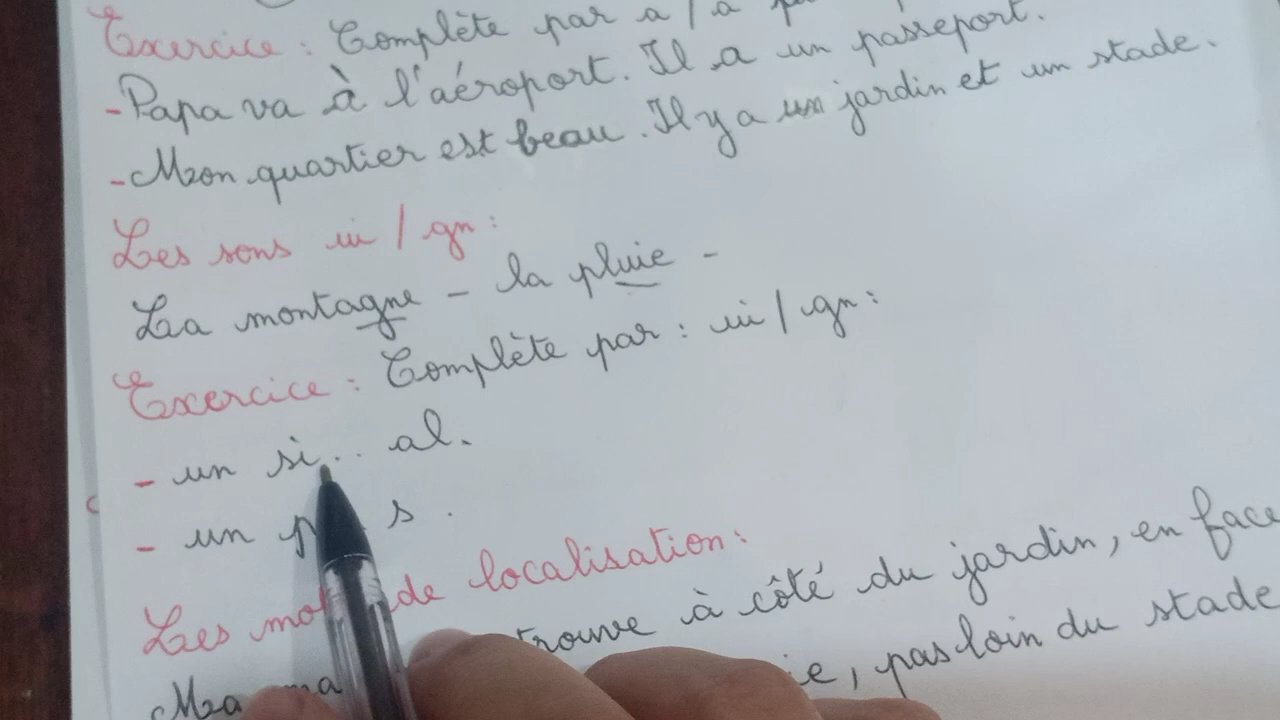 Exercice : Complète par a / à
- Papa va à l'aéroport. Il a un passeport.
- Mon quartier est beau. Il y a un jardin et un stade.
Les sons ui / gn :
La montagne - la pluie -
Exercice : Complète par : ui / gn :
- un si.. al.
- un p s.
Les de localisation :
trouve à côté du jardin, en face
pas loin du stade